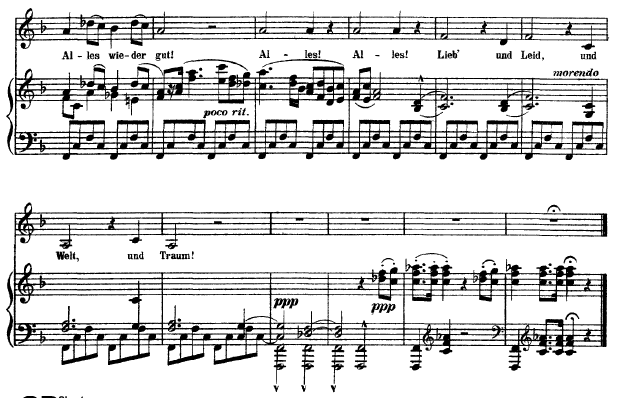 Al - les wie-der gut! Al - les! Al - les! Lieb' und Leid, und
morendo
poco rit.
Welt, und Traum!
ppp
ppp